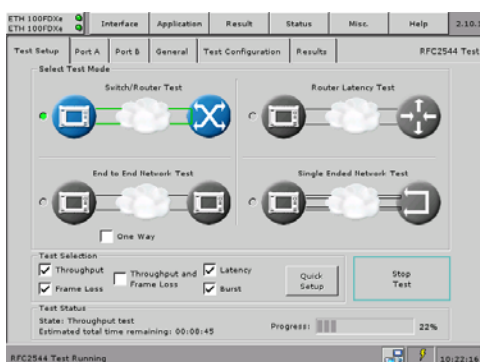 ETH 100FDXe
ETH 100FDXe
Interface Application Result Status Misc. Help 2.10.
Test Setup Port A Port B General Test Configuration Results RFC2544 Test
Select Test Mode
Switch/Router Test Router Latency Test
End to End Network Test Single Ended Network Test
One Way
Test Selection
Throughput Throughput and Frame Loss Latency
Frame Loss Burst
Quick Setup
Stop Test
Test Status
State: Throughput test
Estimated total time remaining: 00:08:45
Progress: 22%
RFC2544 Test Running 10:22:16